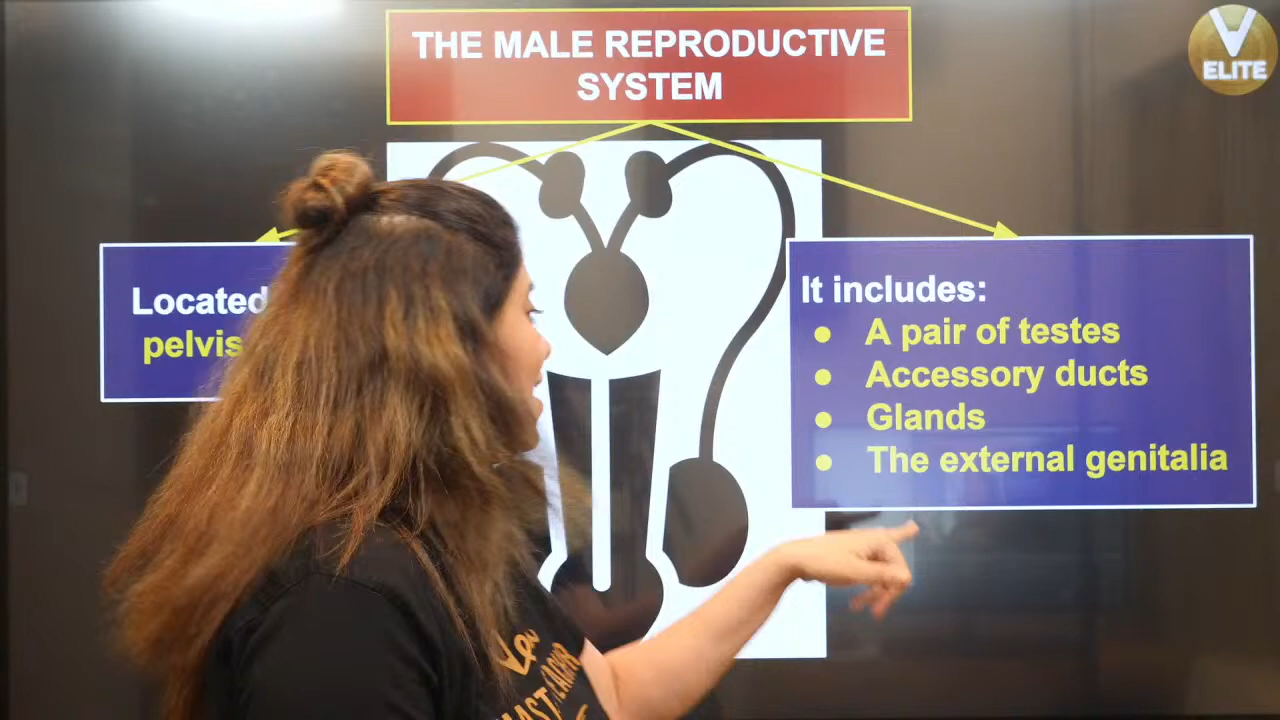 THE MALE REPRODUCTIVE
SYSTEM
V
ELITE
Located
pelvis
It includes:
● A pair of testes
● Accessory ducts
● Glands
● The external genitalia